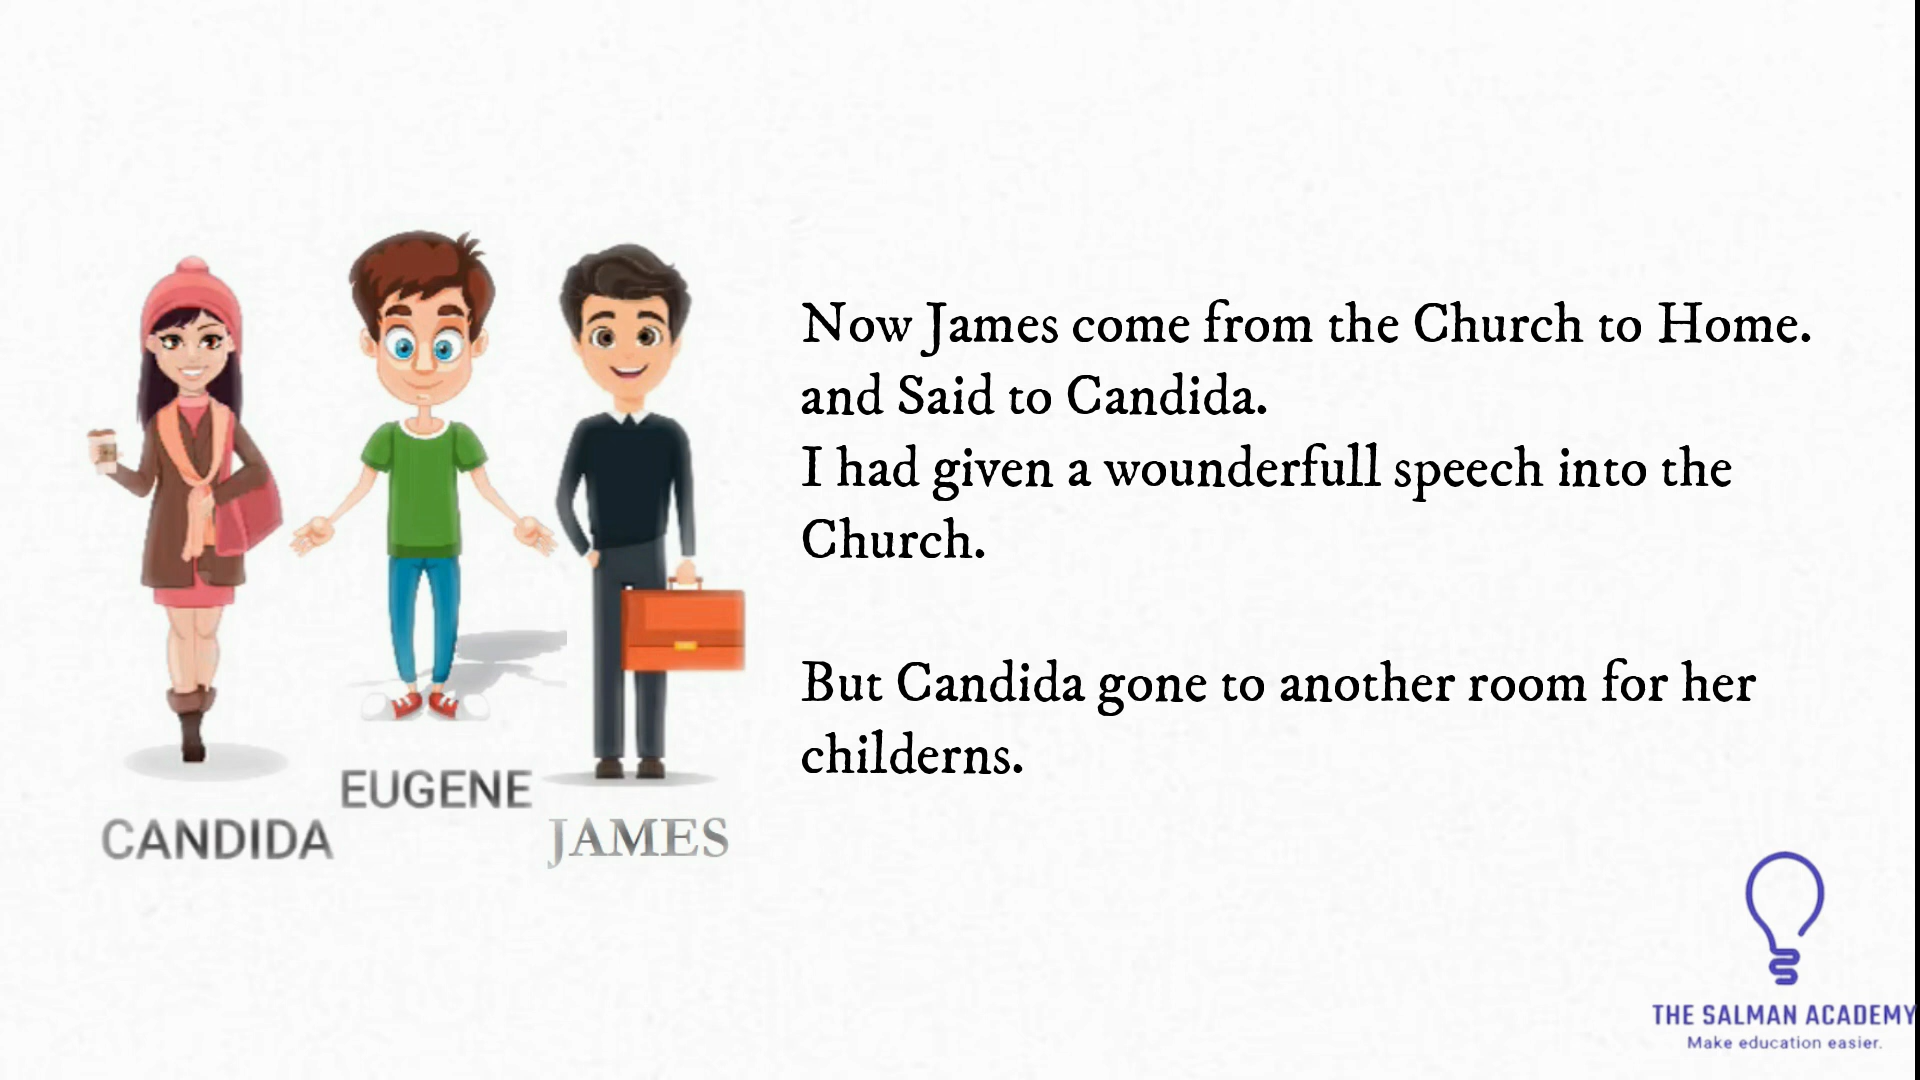 Now James come from the Church to Home.
and Said to Candida.
I had given a wounderfull speech into the
Church.
But Candida gone to another room for her
childerns.
EUGENE
CANDIDA
JAMES
THE SALMAN ACADEMY
Make education easier.